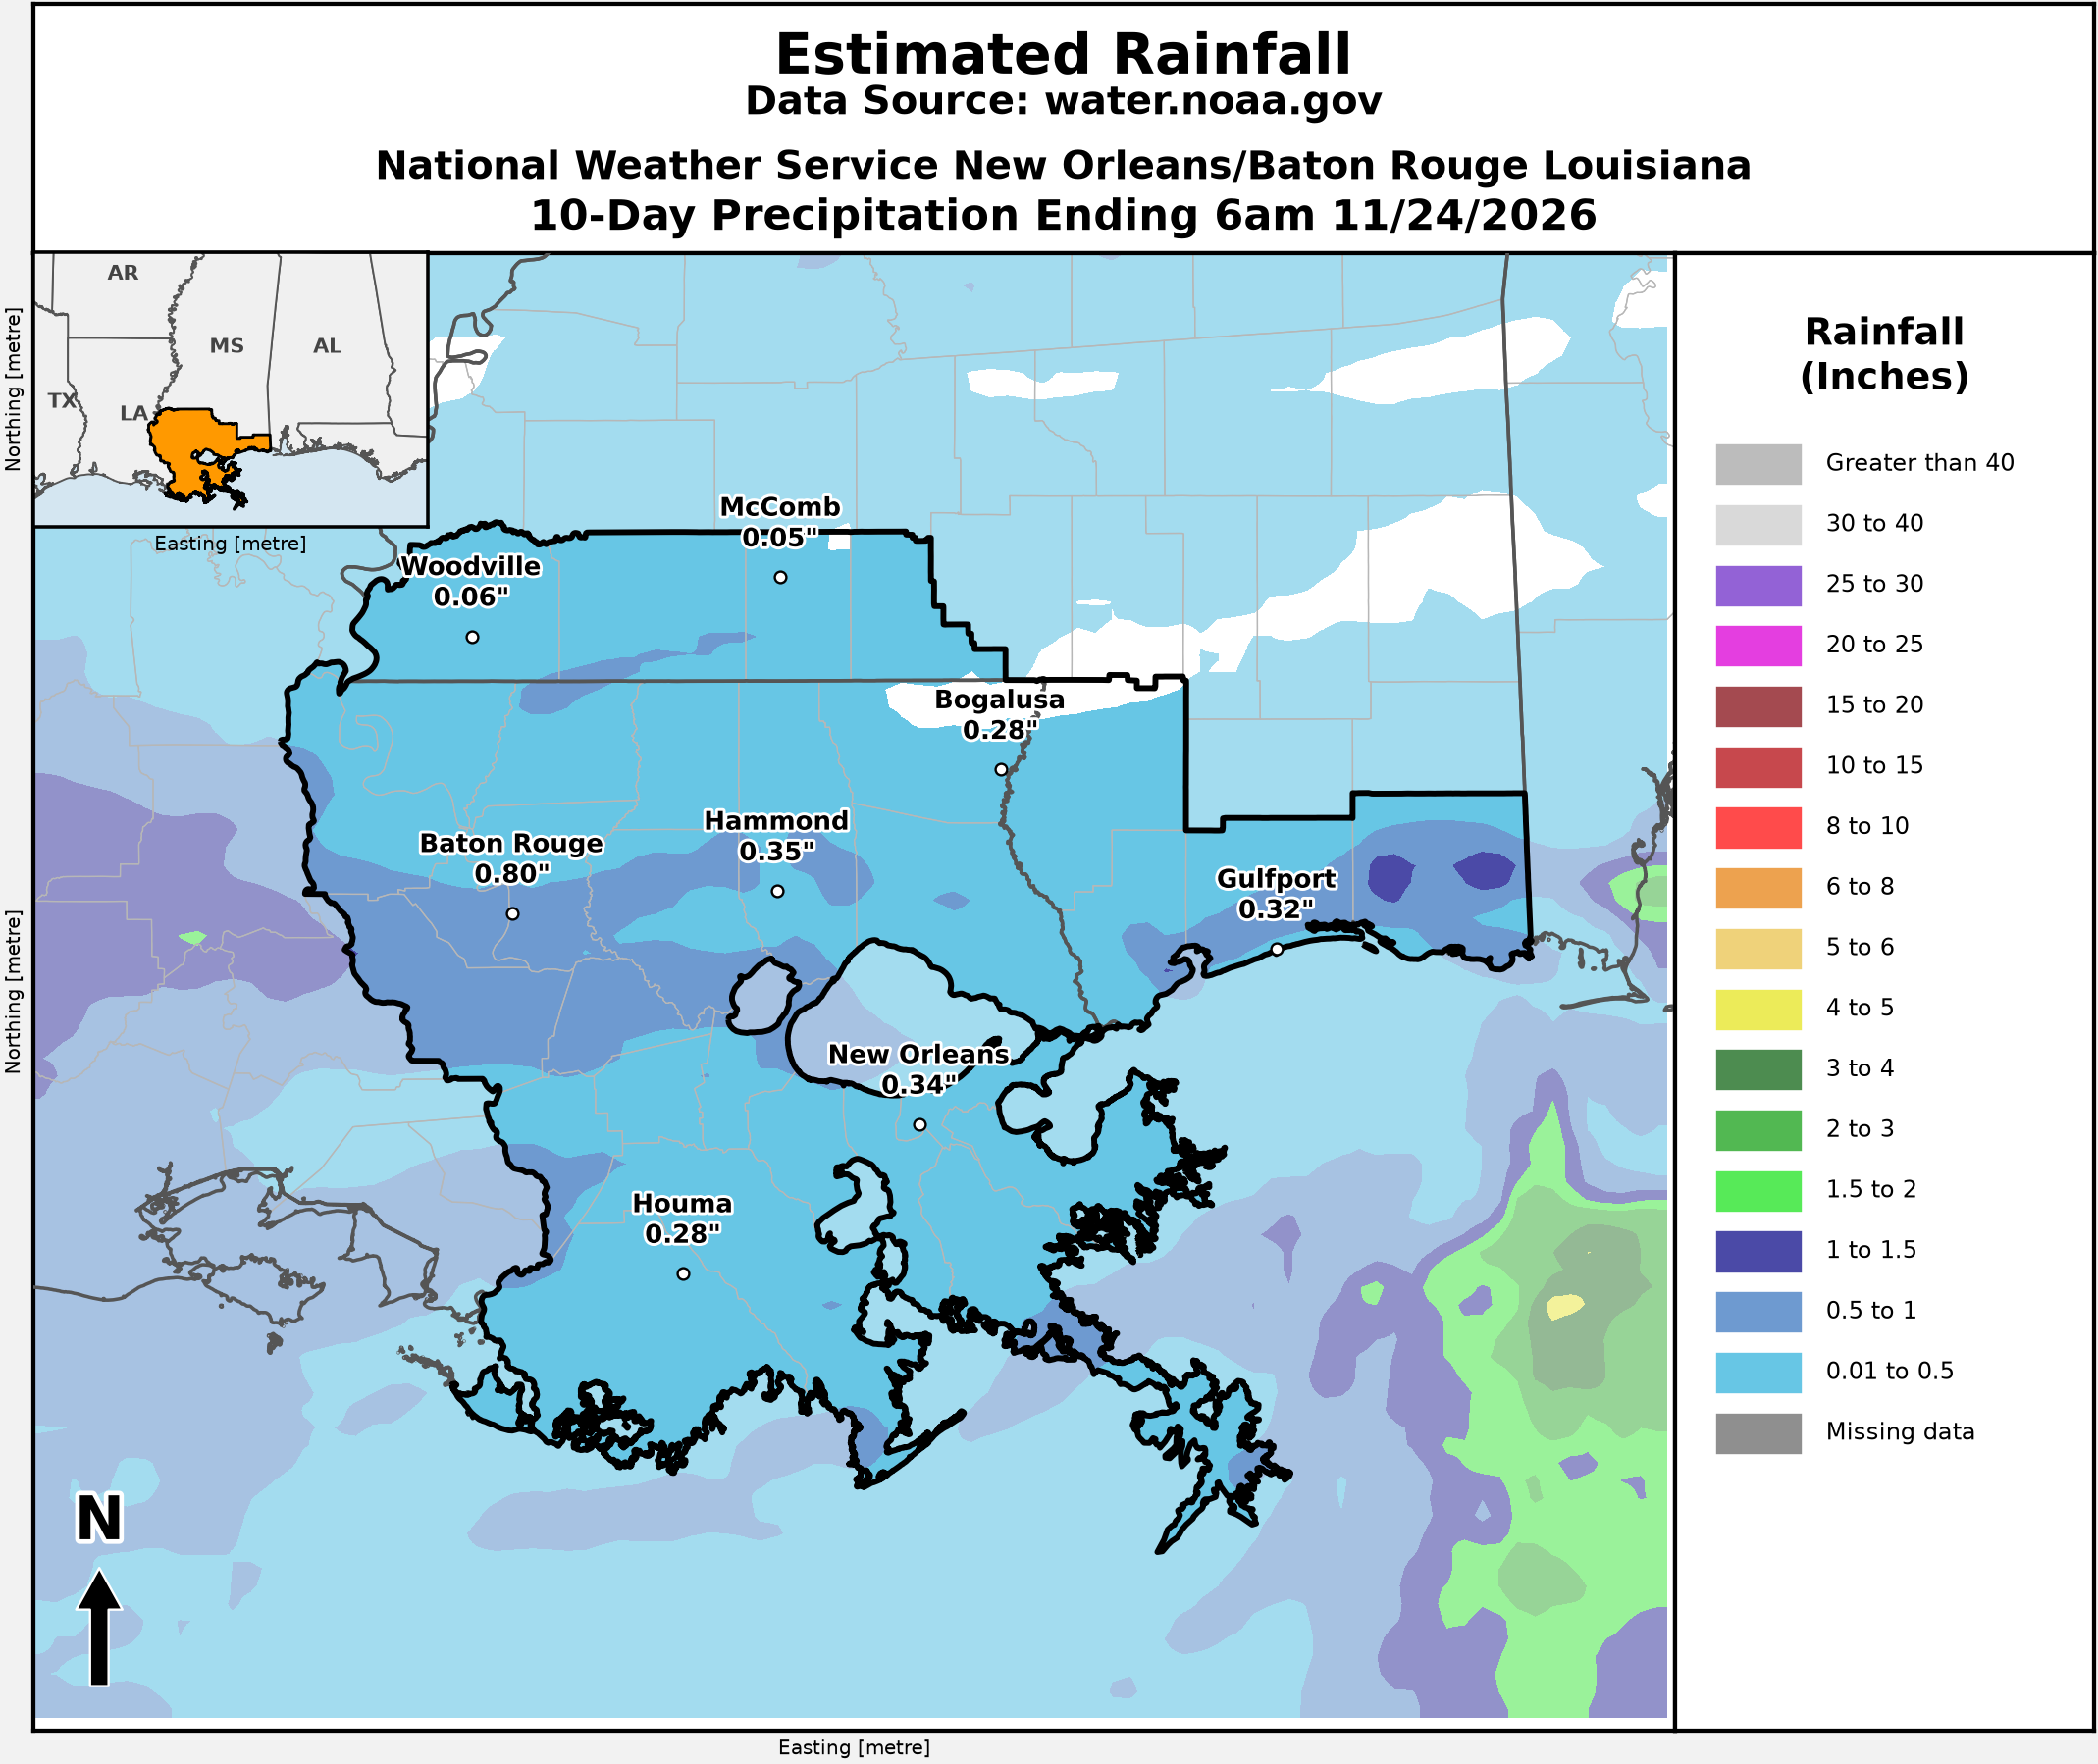 Estimated Rainfall
Data Source: water.noaa.gov
National Weather Service New Orleans/Baton Rouge Louisiana
10-Day Precipitation Ending 6am 11/24/2026
AR
MS
AL
TX
LA
Northing [metre]
Easting [metre]
McComb
0.05"
Woodville
0.06"
Bogalusa
0.28"
Hammond
0.35"
Baton Rouge
0.80"
Gulfport
0.32"
New Orleans
0.34"
Houma
0.28"
N
Northing [metre]
Easting [metre]
Rainfall
(Inches)
Greater than 40
30 to 40
25 to 30
20 to 25
15 to 20
10 to 15
8 to 10
6 to 8
5 to 6
4 to 5
3 to 4
2 to 3
1.5 to 2
1 to 1.5
0.5 to 1
0.01 to 0.5
Missing data